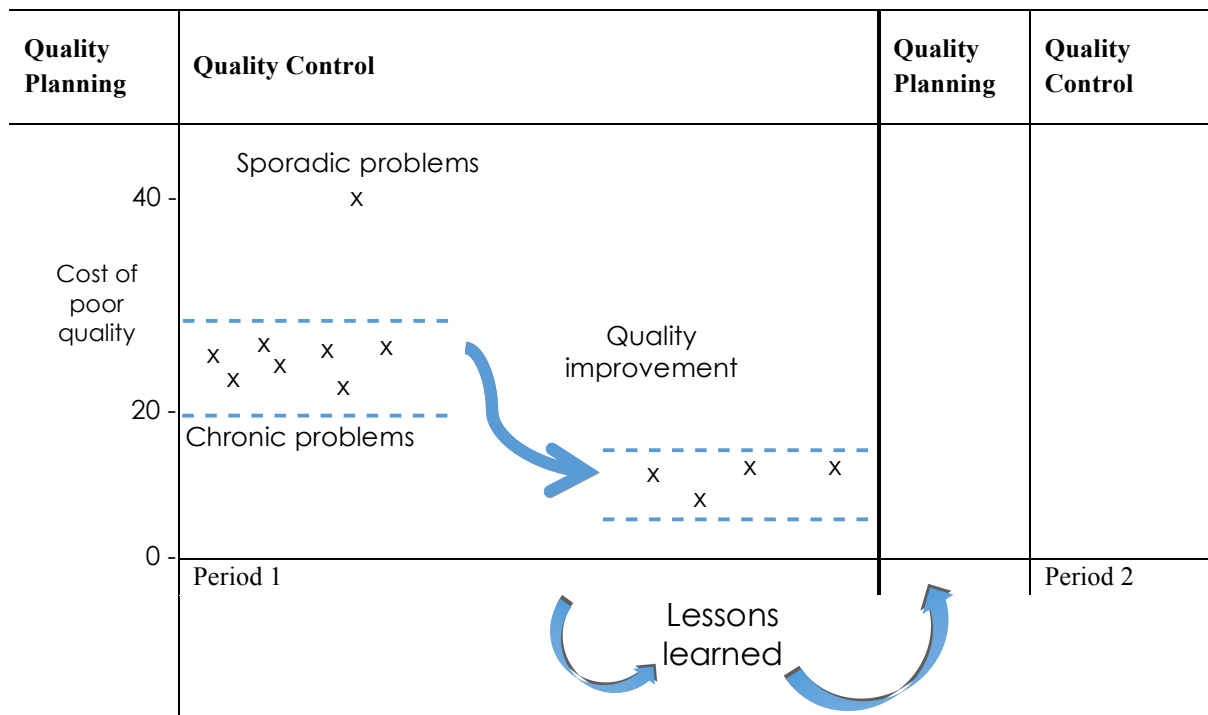 Quality
Planning
Quality Control
Quality
Planning
Quality
Control
Sporadic problems
x
40 -
Cost of
poor
quality
x x x x x x x
Quality
improvement
20 -
Chronic problems
x x x x
0 -
Period 1
Period 2
Lessons
learned